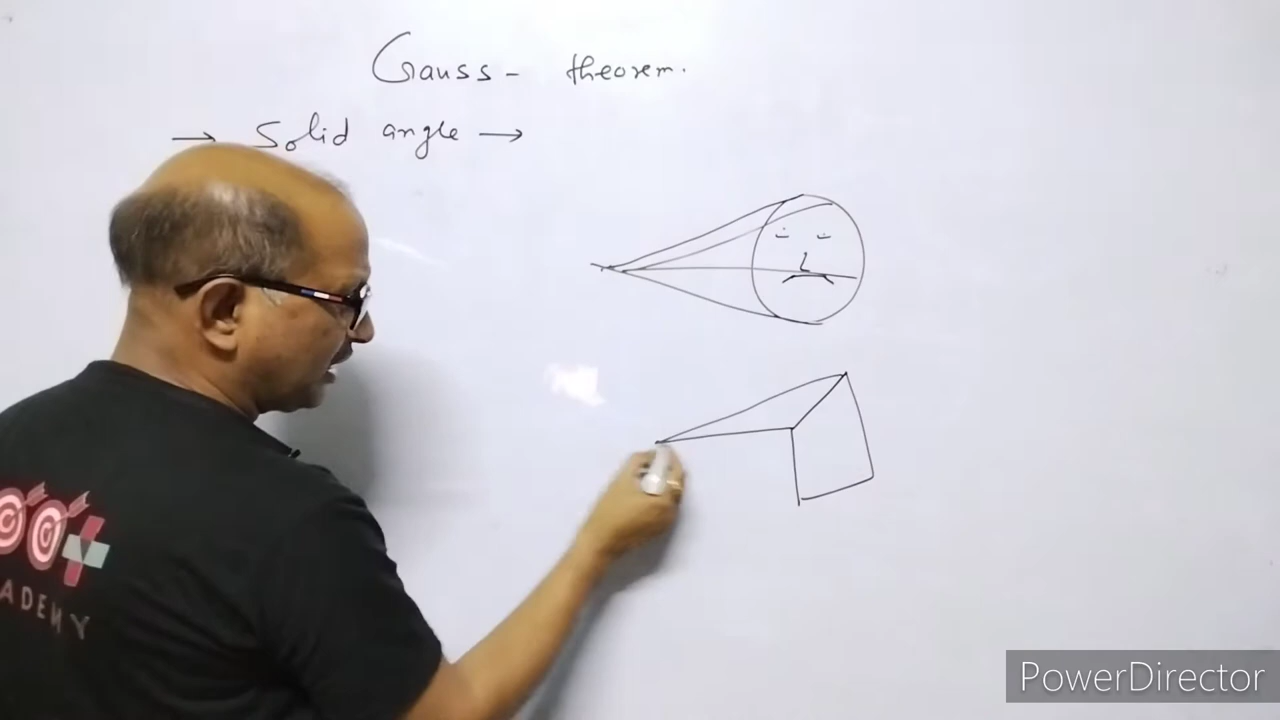 Gauss - theorem.
→ Solid angle →
ADEMY
PowerDirector